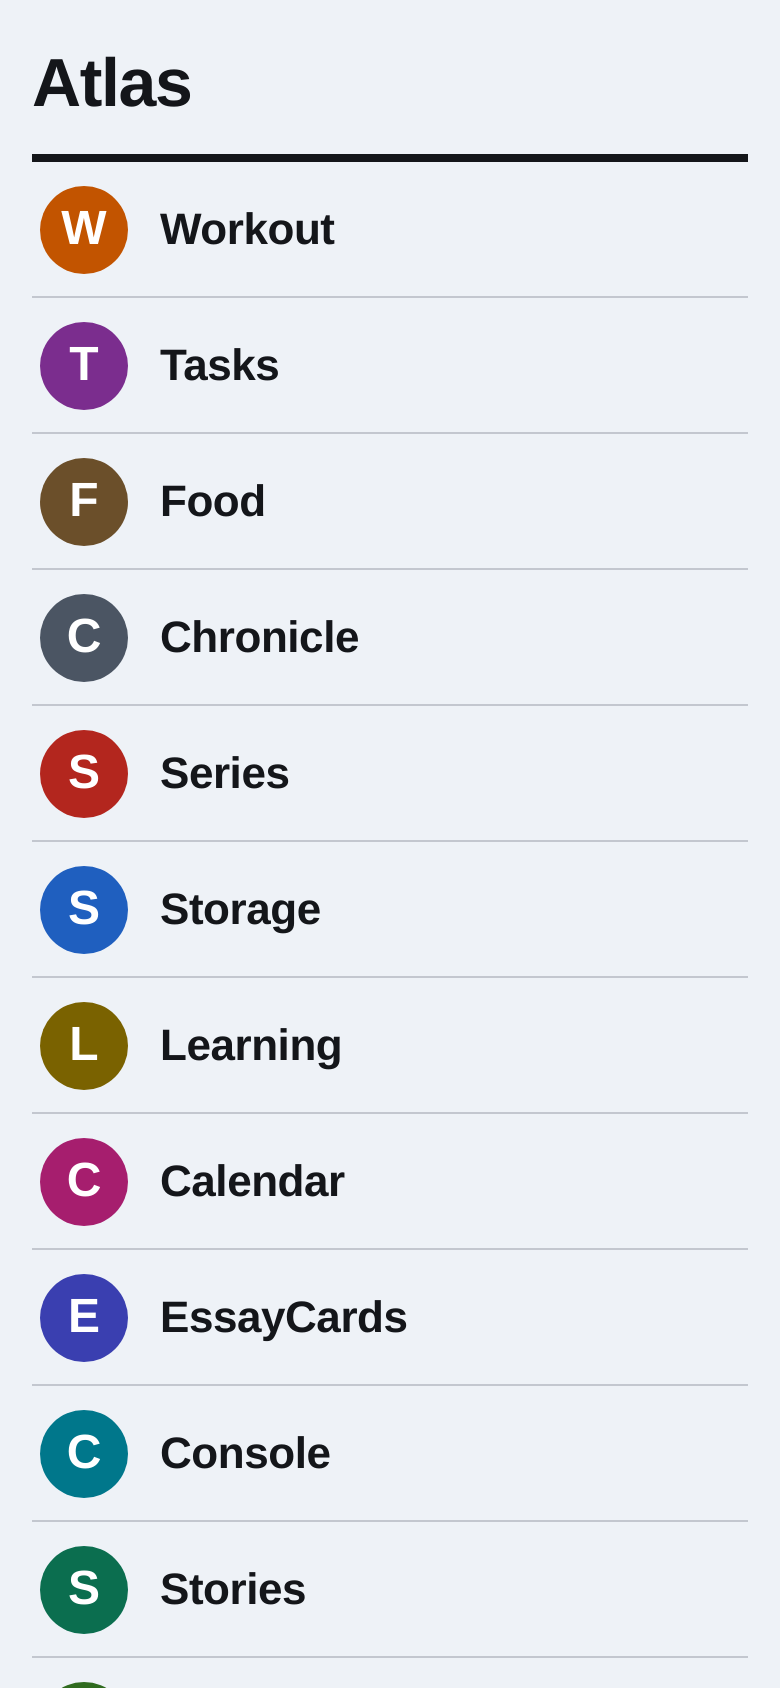 Atlas
W Workout
T Tasks
F Food
C Chronicle
S Series
S Storage
L Learning
C Calendar
E EssayCards
C Console
S Stories